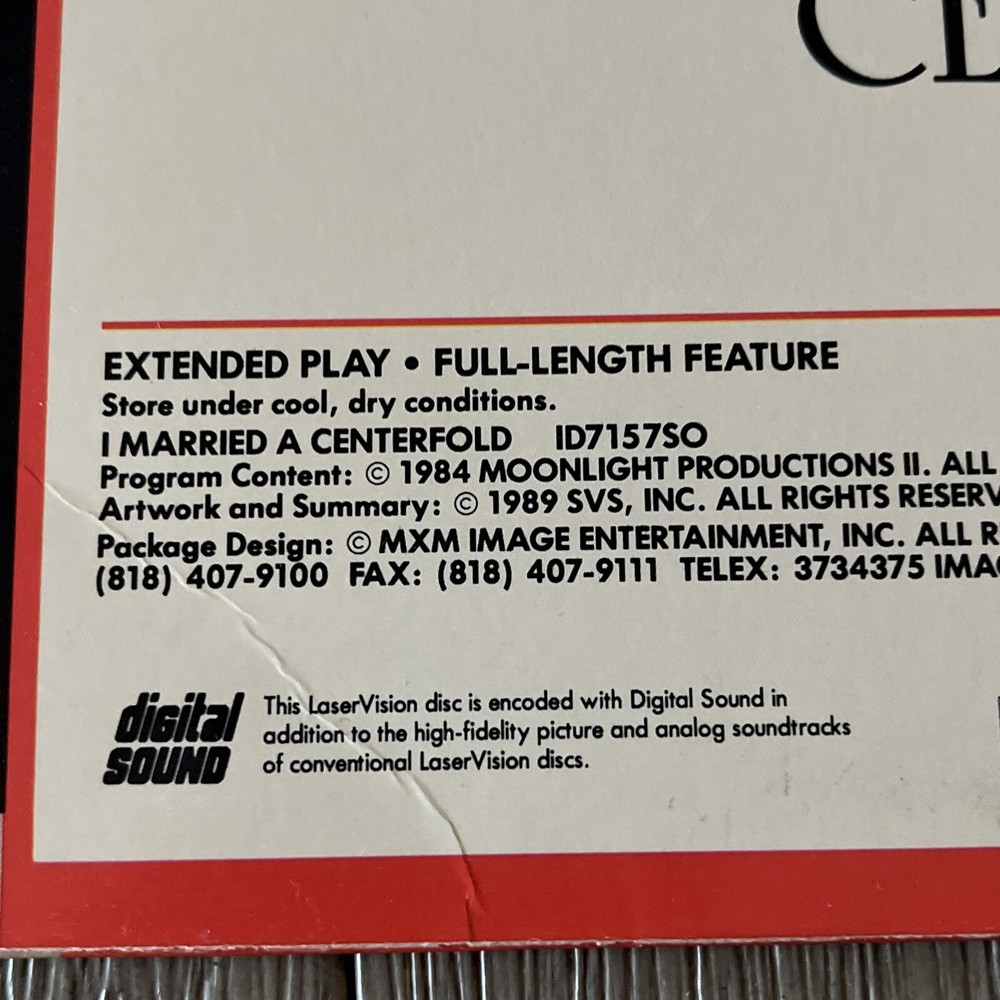 CE
EXTENDED PLAY • FULL-LENGTH FEATURE
Store under cool, dry conditions.
I MARRIED A CENTERFOLD ID7157SO
Program Content: © 1984 MOONLIGHT PRODUCTIONS II. ALL
Artwork and Summary: © 1989 SVS, INC. ALL RIGHTS RESERV
Package Design: © MXM IMAGE ENTERTAINMENT, INC. ALL R
(818) 407-9100 FAX: (818) 407-9111 TELEX: 3734375 IMA
digital
SOUND
This LaserVision disc is encoded with Digital Sound in
addition to the high-fidelity picture and analog soundtracks
of conventional LaserVision discs.